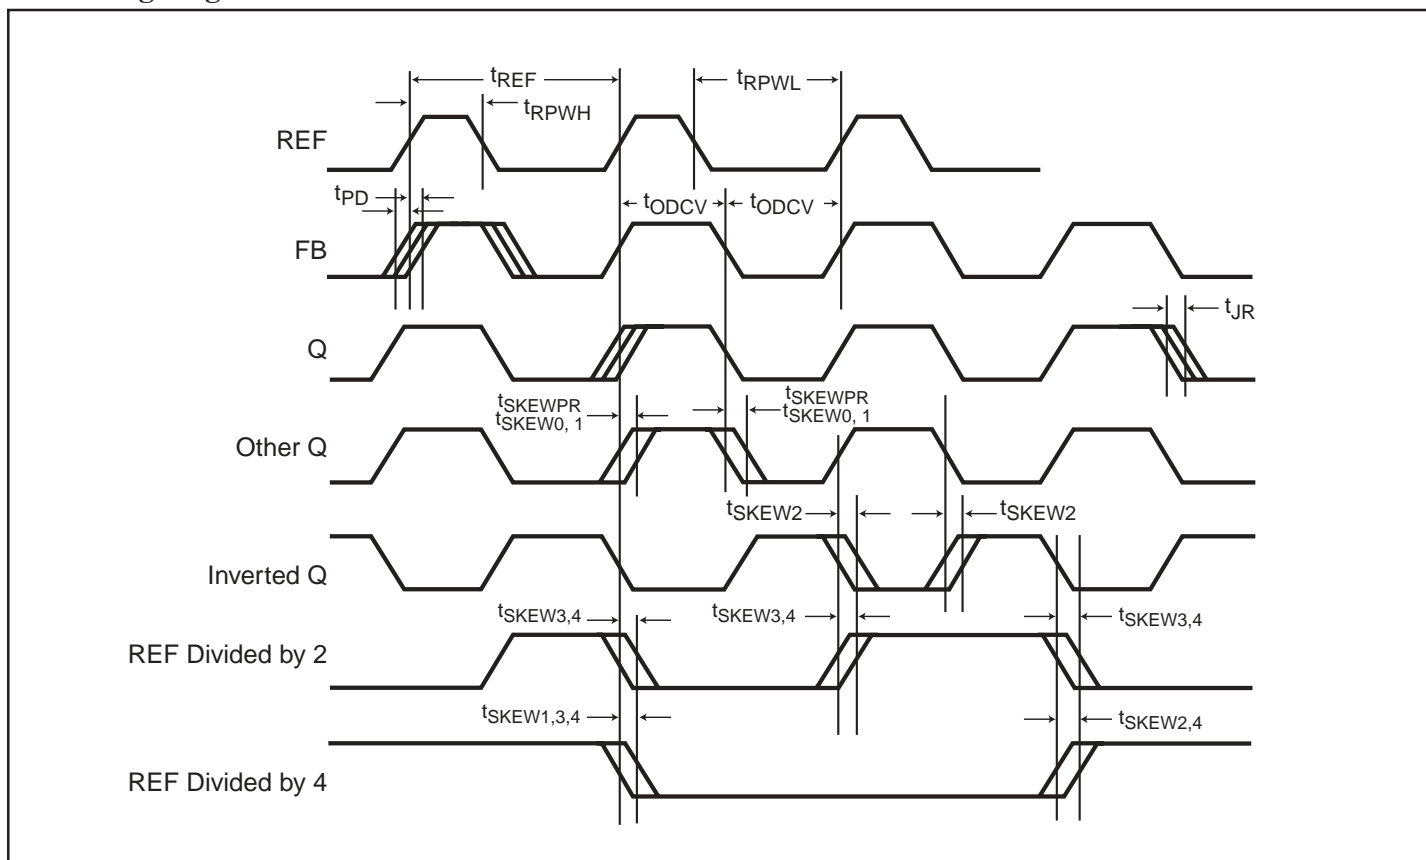 tREF
tRPWL
tRPWH
REF
tPD
tODCV
tODCV
FB
tJR
Q
tSKEWPR
tSKEW0, 1
tSKEWPR
tSKEW0, 1
Other Q
tSKEW2
tSKEW2
Inverted Q
tSKEW3,4
tSKEW3,4
tSKEW3,4
REF Divided by 2
tSKEW1,3,4
tSKEW2,4
REF Divided by 4